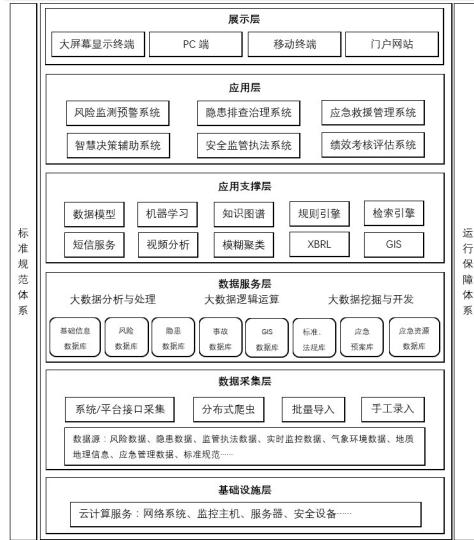 展示层
大屏幕显示终端 PC 端 移动终端 门户网站
应用层
风险监测预警系统 隐患排查治理系统 应急救援管理系统
智慧决策辅助系统 安全监管执法系统 绩效考核评估系统
应用支撑层
数据模型 机器学习 知识图谱 规则引擎 检索引擎
短信服务 视频分析 模糊聚类 XBRL GIS
标准规范体系
运行保障体系
数据服务层
大数据分析与处理 大数据逻辑运算 大数据挖掘与开发
基础信息 风险 隐患 事故 GIS 标准、 应急 应急资源
数据库 数据库 数据库 数据库 数据库 法规库 预案库 数据库
数据采集层
系统/平台接口采集 分布式爬虫 批量导入 手工录入
数据源：风险数据、隐患数据、监管执法数据、实时监控数据、气象环境数据、地质
地理信息、应急管理数据、标准规范······
基础设施层
云计算服务：网络系统、监控主机、服务器、安全设备······